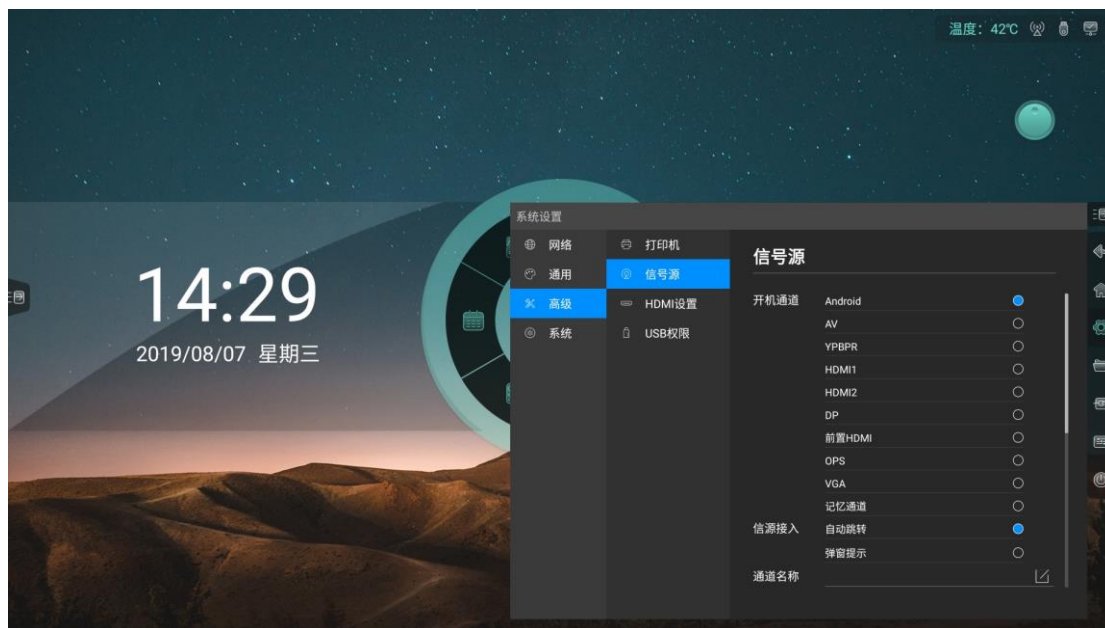 温度：42℃
14:29
2019/08/07 星期三
系统设置
网络
通用
高级
系统
打印机
信号源
HDMI设置
USB权限
信号源
开机通道
Android
AV
YPBPR
HDMI1
HDMI2
DP
前置HDMI
OPS
VGA
记忆通道
信源接入
自动跳转
弹窗提示
通道名称